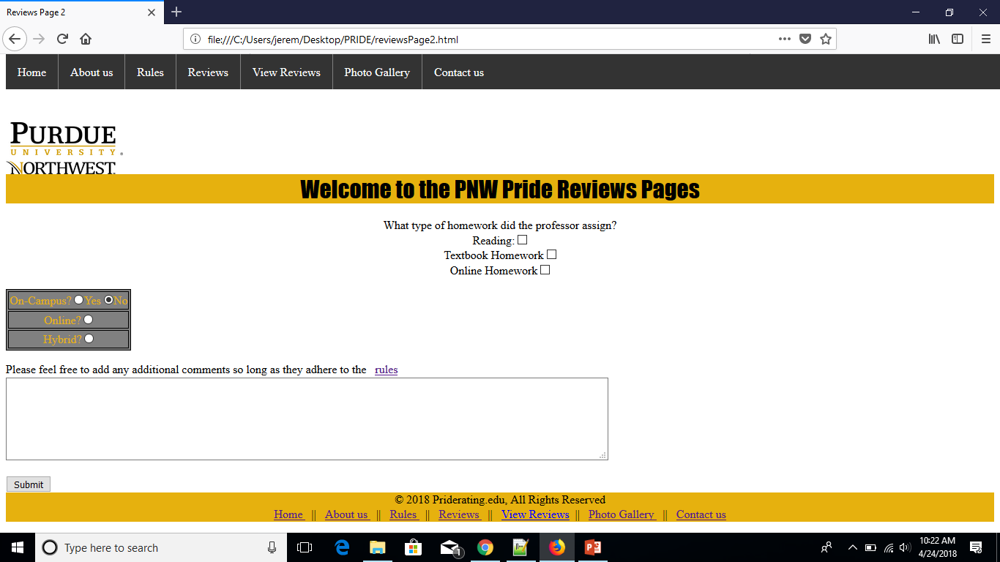 Reviews Page 2
file:///C:/Users/jerem/Desktop/PRIDE/reviewsPage2.html
Home About us Rules Reviews View Reviews Photo Gallery Contact us
PURDUE
UNIVERSITY
NORTHWEST
Welcome to the PNW Pride Reviews Pages
What type of homework did the professor assign?
Reading:
Textbook Homework
Online Homework
On-Campus? Yes No
Online?
Hybrid?
Please feel free to add any additional comments so long as they adhere to the rules
Submit
© 2018 Priderating.edu, All Rights Reserved
Home || About us || Rules || Reviews || View Reviews || Photo Gallery || Contact us
Type here to search
1
10:22 AM
4/24/2018